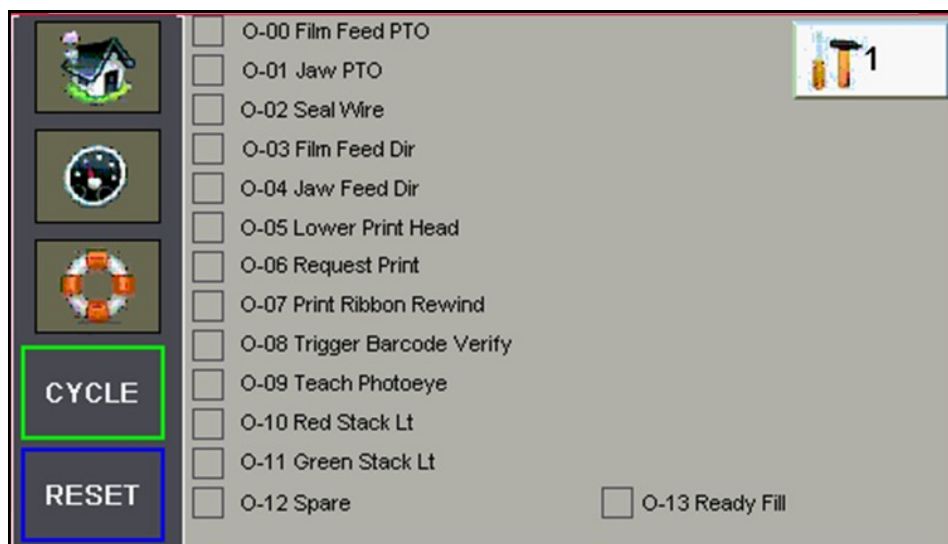 O-00 Film Feed PTO
1
O-01 Jaw PTO
O-02 Seal Wire
O-03 Film Feed Dir
O-04 Jaw Feed Dir
O-05 Lower Print Head
O-06 Request Print
O-07 Print Ribbon Rewind
O-08 Trigger Barcode Verify
CYCLE
O-09 Teach Photoeye
O-10 Red Stack Lt
O-11 Green Stack Lt
RESET
O-12 Spare
O-13 Ready Fill